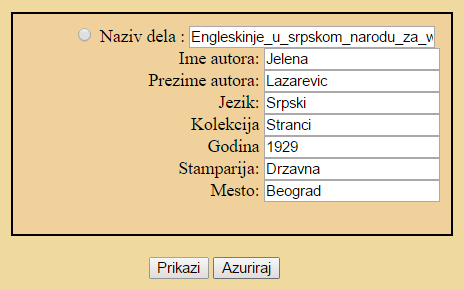 Naziv dela : Engleskinje_u_srpskom_narodu_za_w
Ime autora: Jelena
Prezime autora: Lazarevic
Jezik: Srpski
Kolekcija Stranci
Godina 1929
Stamparija: Drzavna
Mesto: Beograd
Prikazi Azuriraj